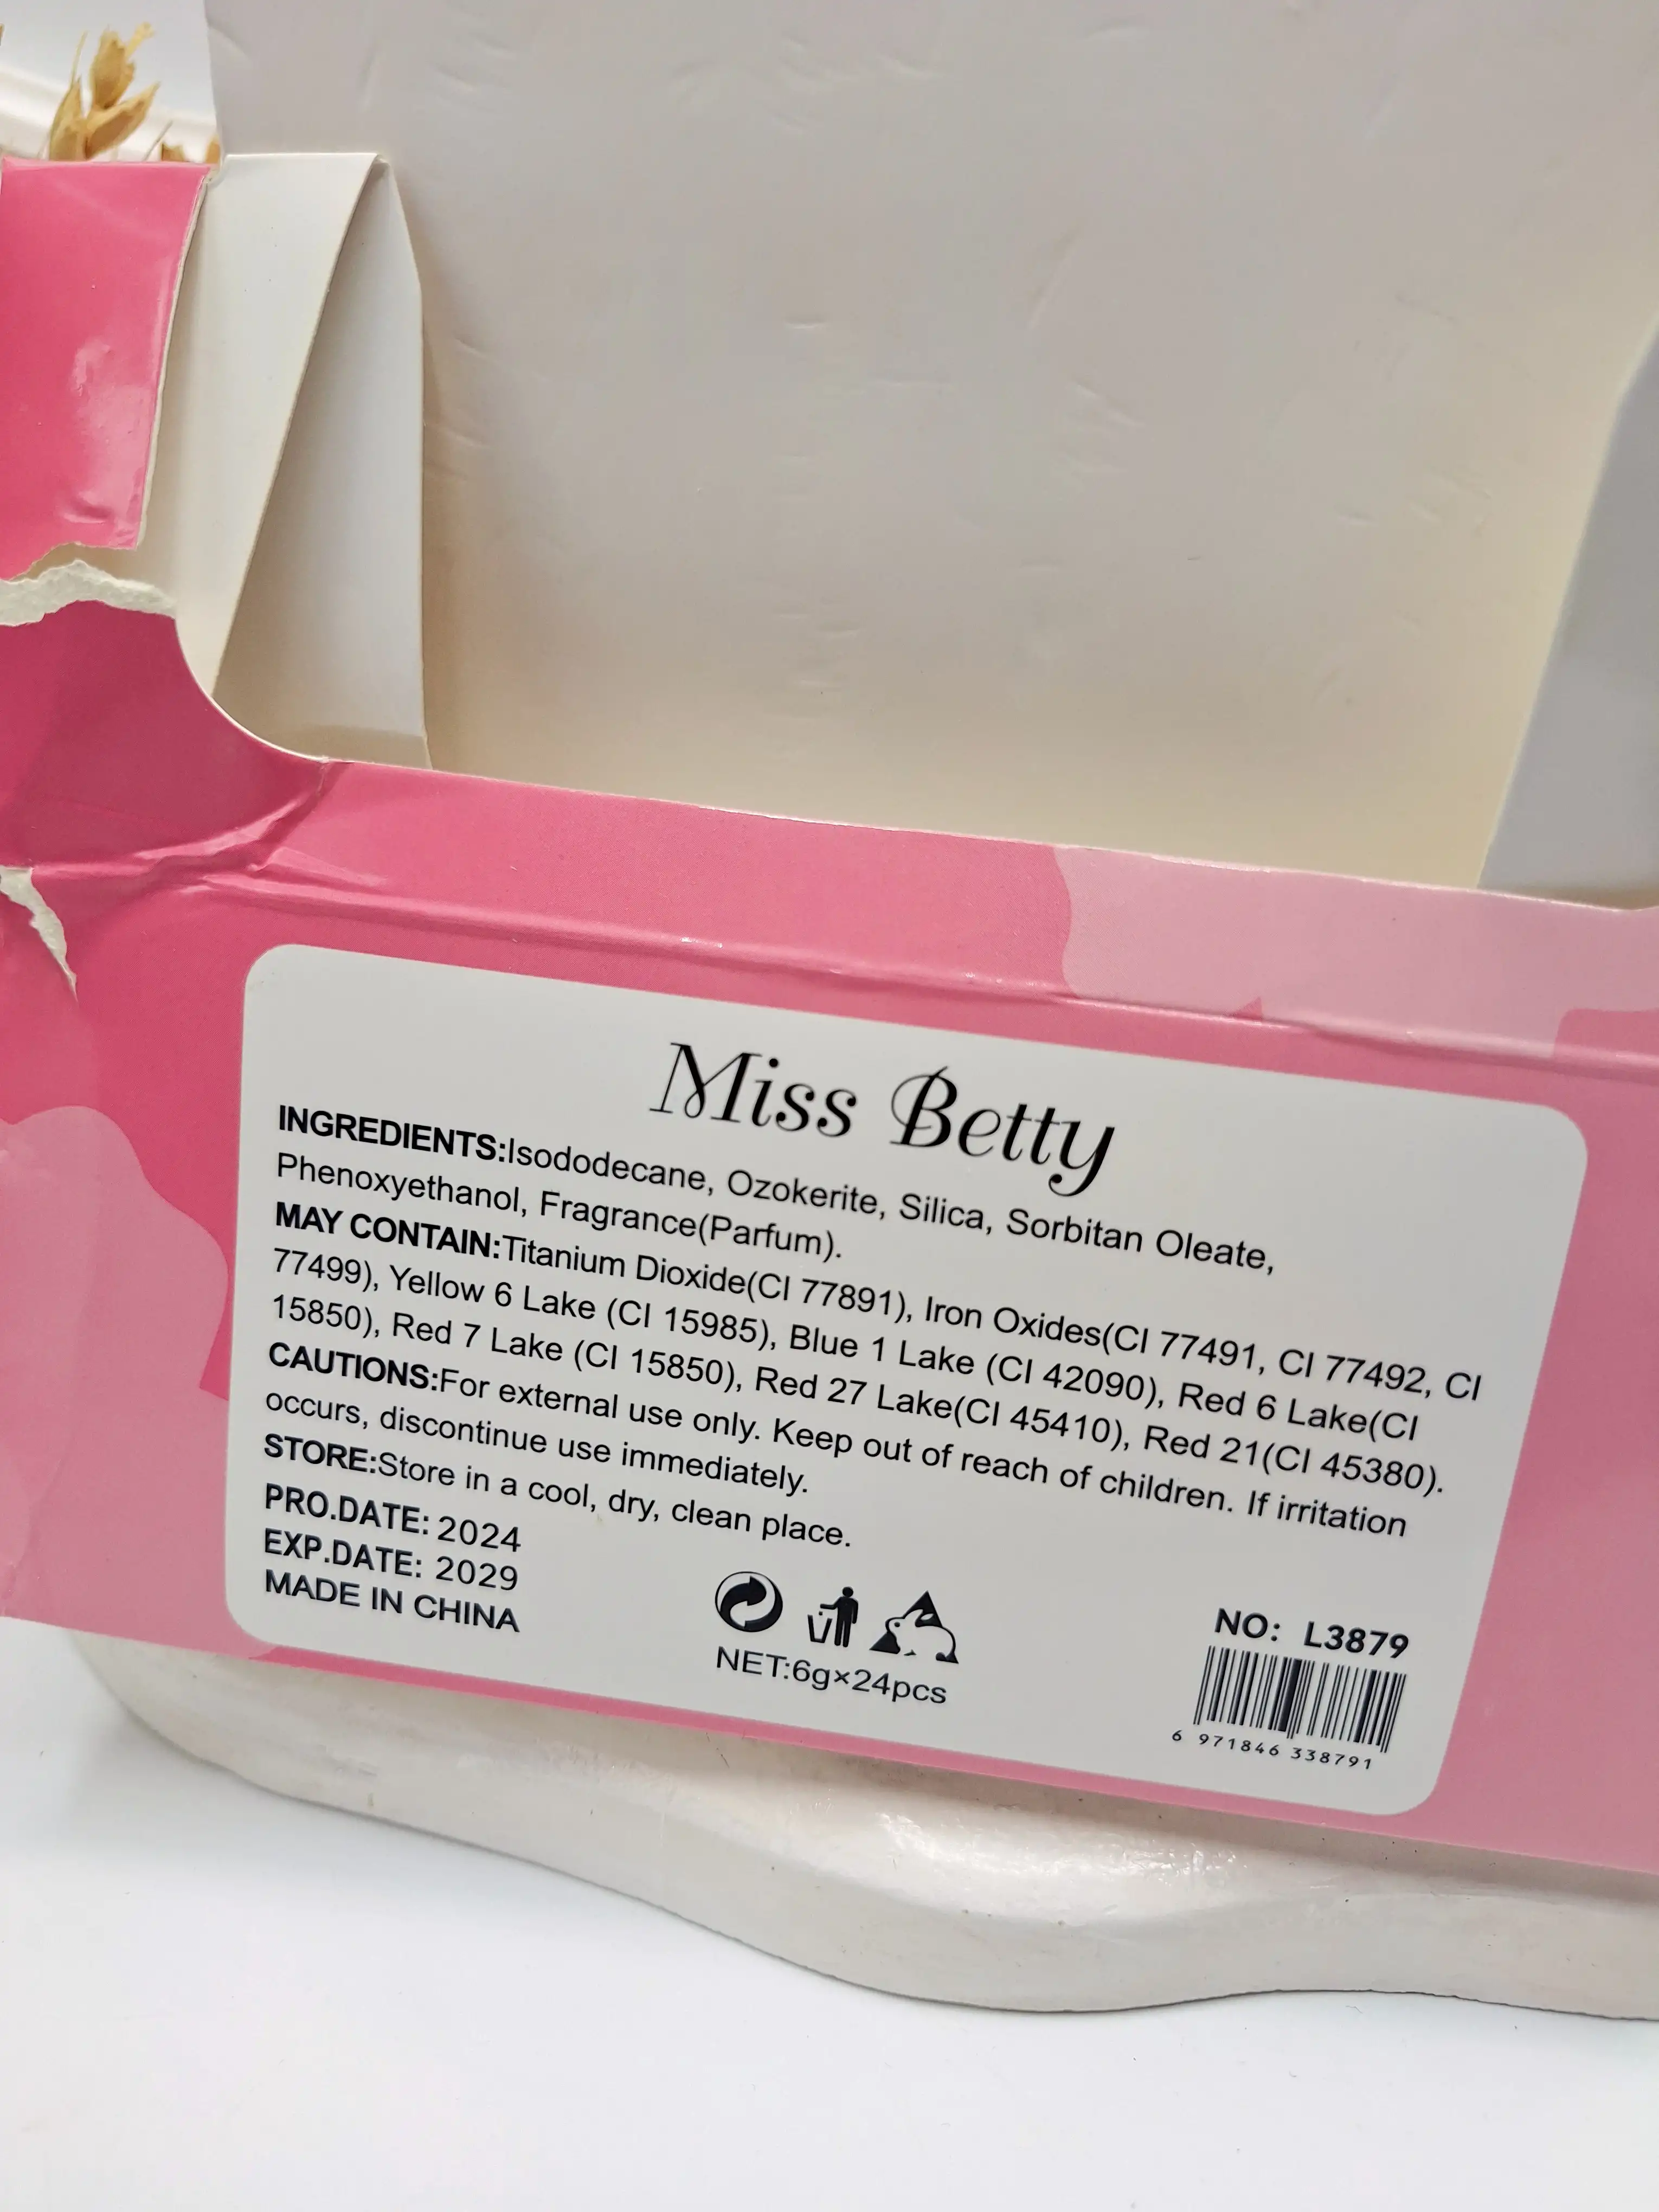 Miss Betty
INGREDIENTS:Isododecane, Ozokerite, Silica, Sorbitan Oleate,
Phenoxyethanol, Fragrance(Parfum).
MAY CONTAIN:Titanium Dioxide(CI 77891), Iron Oxides(CI 77491, CI 77492, CI
77499), Yellow 6 Lake (CI 15985), Blue 1 Lake (CI 42090), Red 6 Lake(CI
15850), Red 7 Lake (CI 15850), Red 27 Lake(CI 45410), Red 21(CI 45380).
CAUTIONS:For external use only. Keep out of reach of children. If irritation
occurs, discontinue use immediately.
STORE:Store in a cool, dry, clean place.
PRO.DATE: 2024
EXP.DATE: 2029
MADE IN CHINA
NET:6g×24pcs
NO: L3879
6 971846 338791